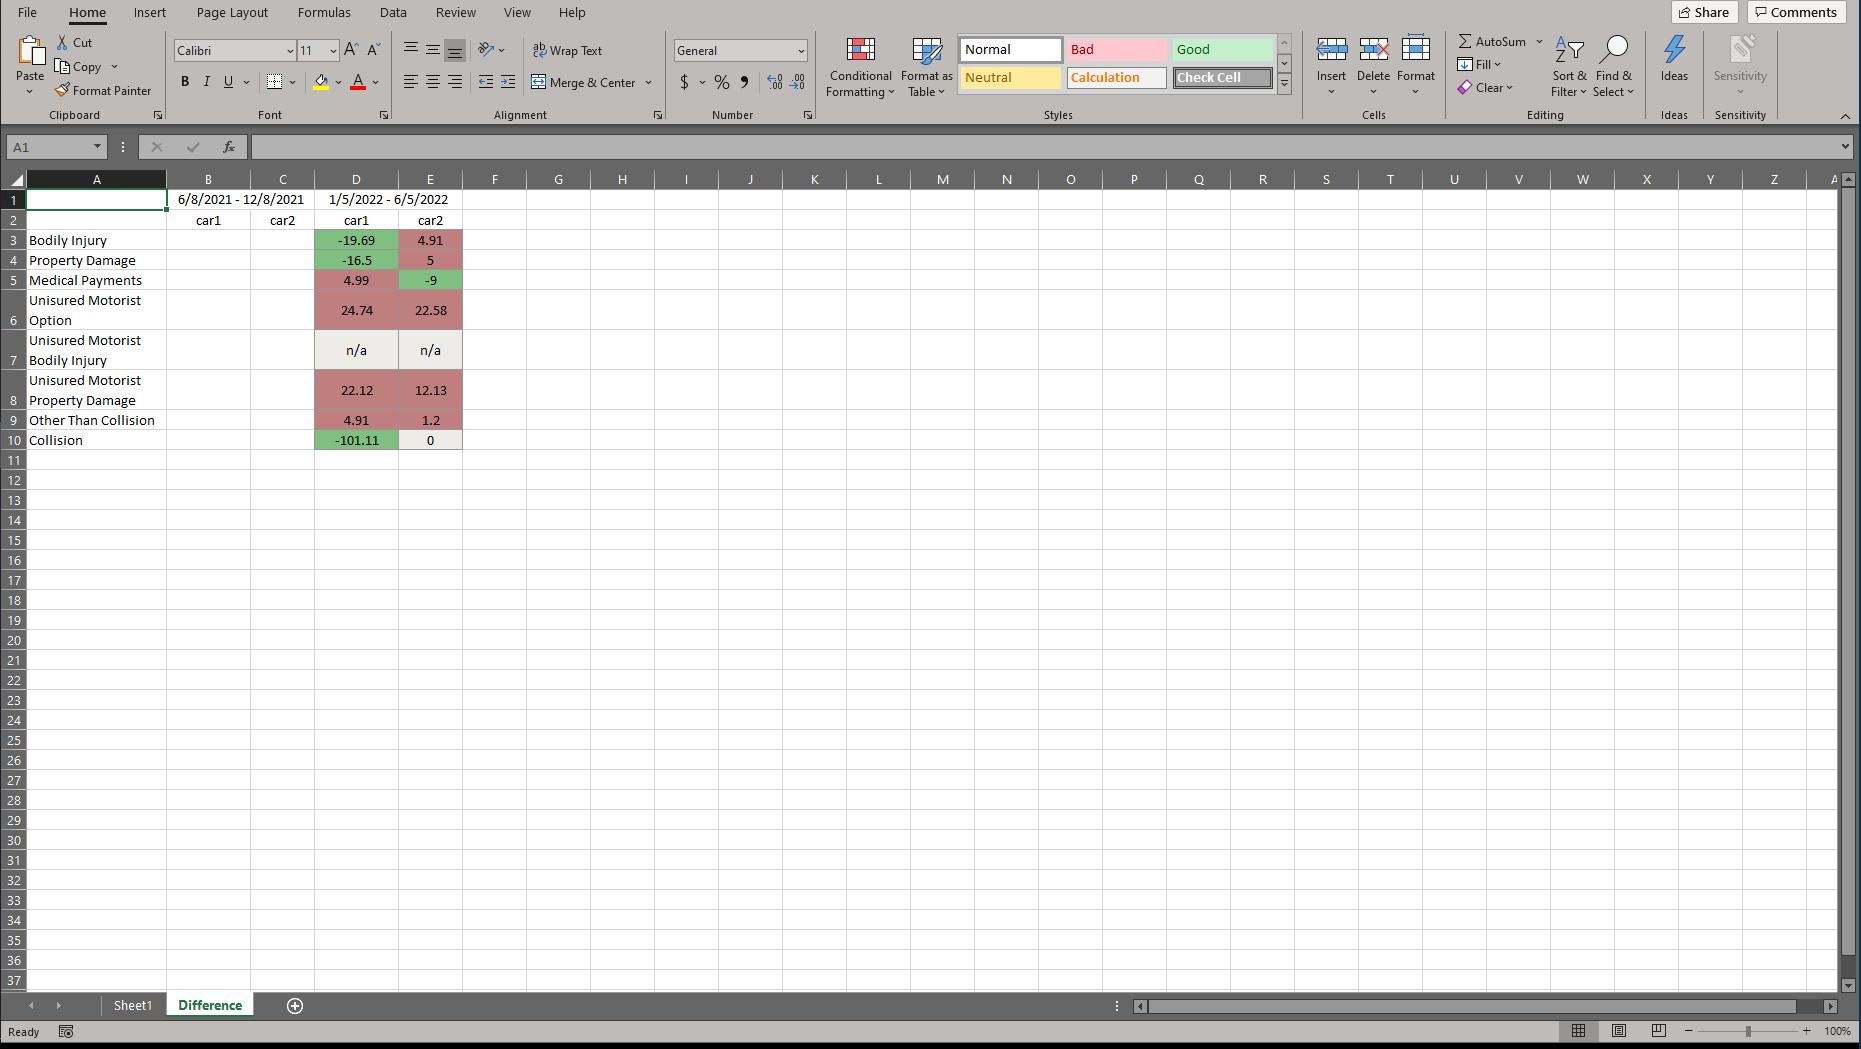 File Home Insert Page Layout Formulas Data Review View Help Share Comments
Paste Cut Copy Format Painter Clipboard
Calibri 11 A A B I U A Font
ab Wrap Text Merge & Center Alignment
General $ % , .00 .00 Number
Conditional Formatting Format as Table
Normal Bad Good
Neutral Calculation Check Cell
Styles
Insert Delete Format Cells
AutoSum Fill Clear Sort & Filter Find & Select Editing
Ideas Ideas
Sensitivity Sensitivity
A1 fx
A B C D E F G H I J K L M N O P Q R S T U V W X Y Z A
1 6/8/2021 - 12/8/2021 1/5/2022 - 6/5/2022
2 car1 car2 car1 car2
3 Bodily Injury -19.69 4.91
4 Property Damage -16.5 5
5 Medical Payments 4.99 -9
Unisured Motorist
6 Option 24.74 22.58
Unisured Motorist
7 Bodily Injury n/a n/a
Unisured Motorist
8 Property Damage 22.12 12.13
9 Other Than Collision 4.91 1.2
10 Collision -101.11 0
11
12
13
14
15
16
17
18
19
20
21
22
23
24
25
26
27
28
29
30
31
32
33
34
35
36
37
Sheet1 Difference
Ready 100%